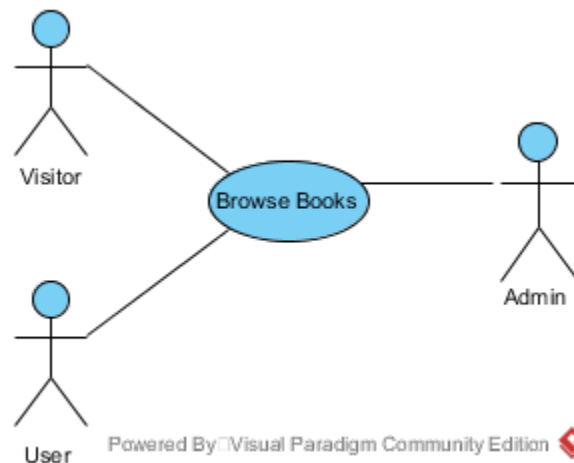 Visitor
Browse Books
Admin
User
Powered By Visual Paradigm Community Edition